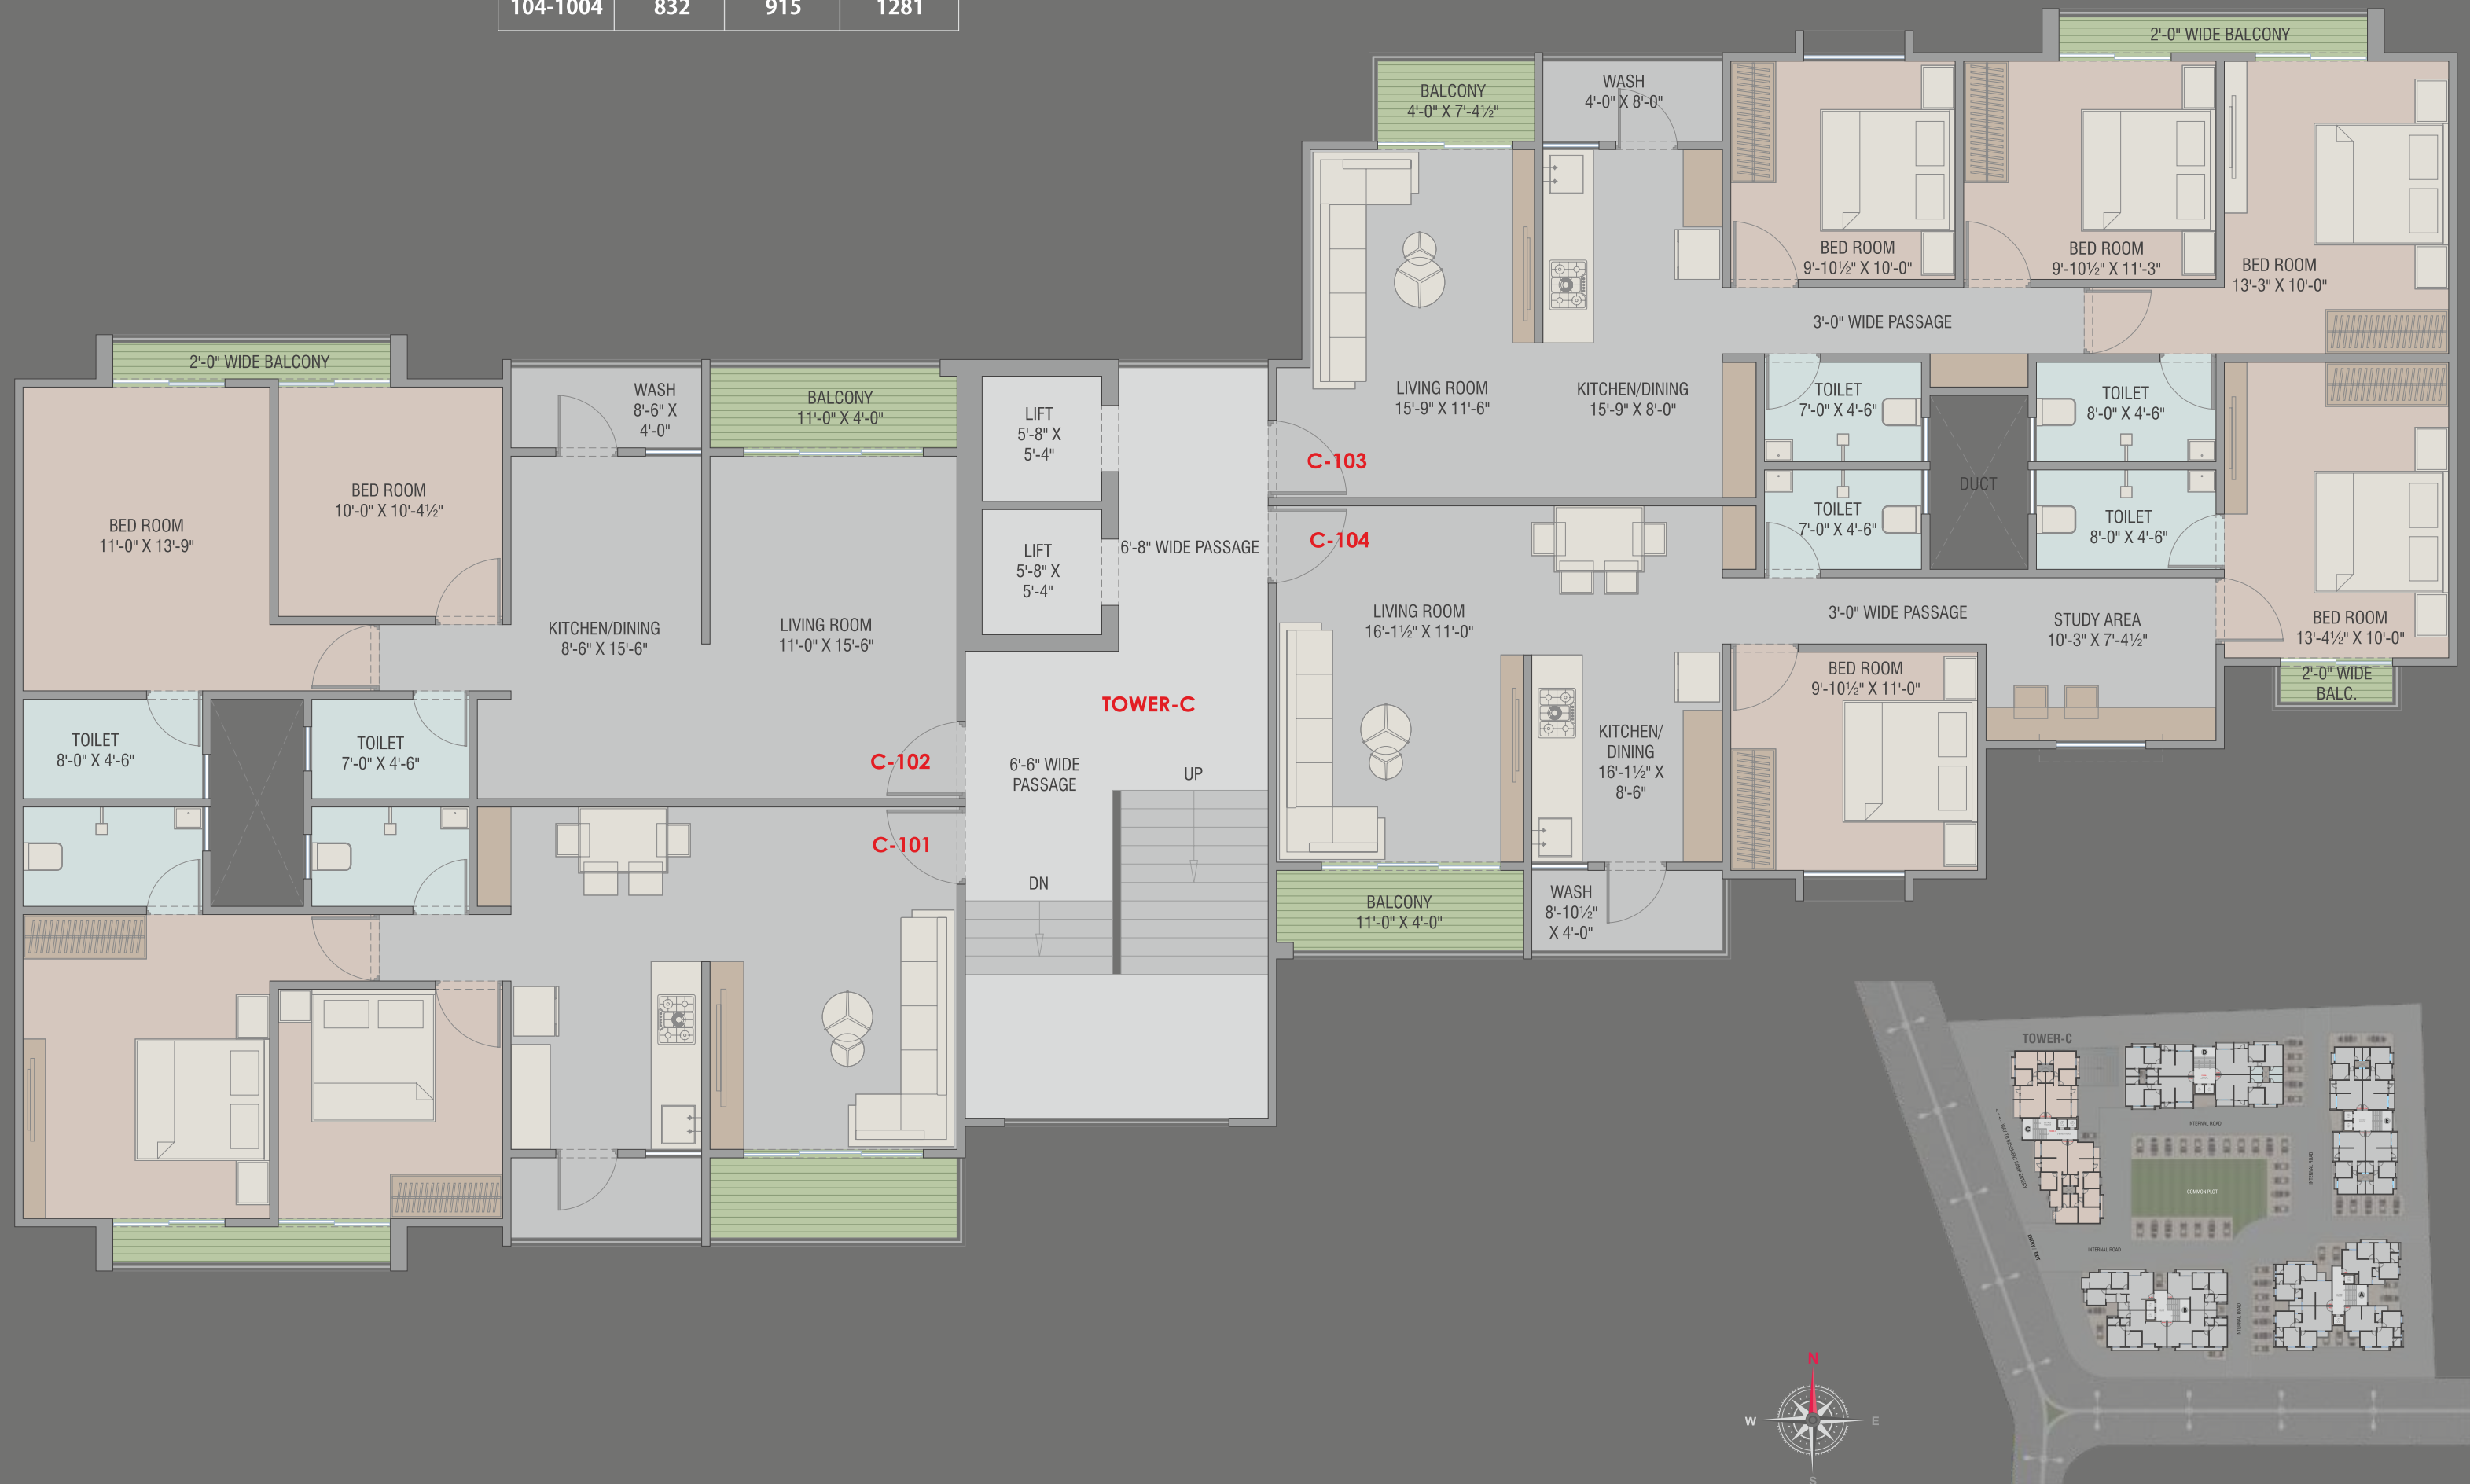 104-1004 832 915 1281
2'-0" WIDE BALCONY
BALCONY
4'-0" X 7'-4½"
WASH
4'-0" X 8'-0"
BED ROOM
9'-10½" X 10'-0"
BED ROOM
9'-10½" X 11'-3"
BED ROOM
13'-3" X 10'-0"
3'-0" WIDE PASSAGE
LIVING ROOM
15'-9" X 11'-6"
KITCHEN/DINING
15'-9" X 8'-0"
TOILET
7'-0" X 4'-6"
TOILET
8'-0" X 4'-6"
C-103
DUCT
2'-0" WIDE BALCONY
WASH
8'-6" X
4'-0"
BALCONY
11'-0" X 4'-0"
LIFT
5'-8" X
5'-4"
BED ROOM
11'-0" X 13'-9"
BED ROOM
10'-0" X 10'-4½"
LIFT
5'-8" X
5'-4"
6'-8" WIDE PASSAGE
C-104
TOILET
7'-0" X 4'-6"
TOILET
8'-0" X 4'-6"
KITCHEN/DINING
8'-6" X 15'-6"
LIVING ROOM
11'-0" X 15'-6"
LIVING ROOM
16'-1½" X 11'-0"
3'-0" WIDE PASSAGE
STUDY AREA
10'-3" X 7'-4½"
BED ROOM
13'-4½" X 10'-0"
2'-0" WIDE
BALC.
BED ROOM
9'-10½" X 11'-0"
TOWER-C
TOILET
8'-0" X 4'-6"
TOILET
7'-0" X 4'-6"
C-102
6'-6" WIDE
PASSAGE
UP
KITCHEN/
DINING
16'-1½" X
8'-6"
C-101
DN
BALCONY
11'-0" X 4'-0"
WASH
8'-10½"
X 4'-0"
TOWER-C
INTERNAL ROAD
INTERNAL ROAD
COMMON PLOT
INTERNAL ROAD
INTERNAL ROAD
A
N
W
E
S